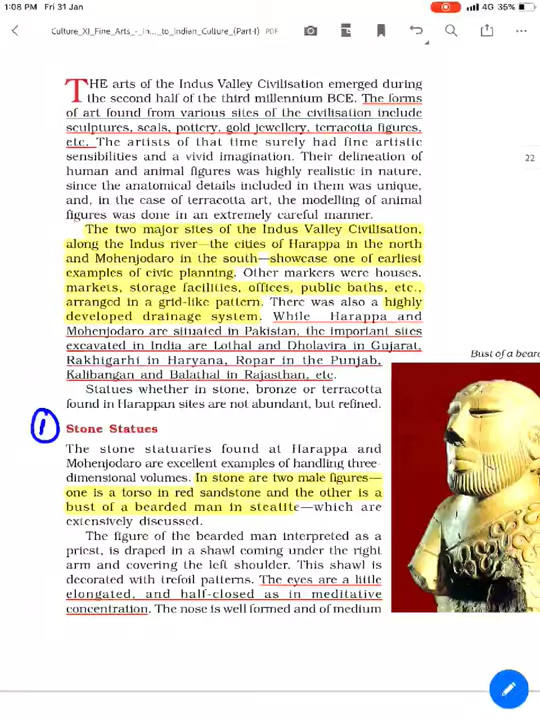 1:08 PM Fri 31 Jan
4G 35%
Culture_XI_Fine_Arts_-_In..._to_Indian_Culture_(Part-I) PDF
THE arts of the Indus Valley Civilisation emerged during
the second half of the third millennium BCE. The forms
of art found from various sites of the civilisation include
sculptures, seals, pottery, gold jewellery, terracotta figures,
etc. The artists of that time surely had fine artistic
sensibilities and a vivid imagination. Their delineation of
human and animal figures was highly realistic in nature,
since the anatomical details included in them was unique,
and, in the case of terracotta art, the modelling of animal
figures was done in an extremely careful manner.
22
The two major sites of the Indus Valley Civilisation,
along the Indus river—the cities of Harappa in the north
and Mohenjodaro in the south—showcase one of earliest
examples of civic planning. Other markers were houses,
markets, storage facilities, offices, public baths, etc.,
arranged in a grid-like pattern. There was also a highly
developed drainage system. While Harappa and
Mohenjodaro are situated in Pakistan, the important sites
excavated in India are Lothal and Dholavira in Gujarat,
Rakhigarhi in Haryana, Ropar in the Punjab,
Kalibangan and Balathal in Rajasthan, etc.
Statues whether in stone, bronze or terracotta
found in Harappan sites are not abundant, but refined.
Bust of a beard
1
Stone Statues
The stone statuaries found at Harappa and
Mohenjodaro are excellent examples of handling three-
dimensional volumes. In stone are two male figures—
one is a torso in red sandstone and the other is a
bust of a bearded man in steatite—which are
extensively discussed.
The figure of the bearded man interpreted as a
priest, is draped in a shawl coming under the right
arm and covering the left shoulder. This shawl is
decorated with trefoil patterns. The eyes are a little
elongated, and half-closed as in meditative
concentration. The nose is well formed and of medium